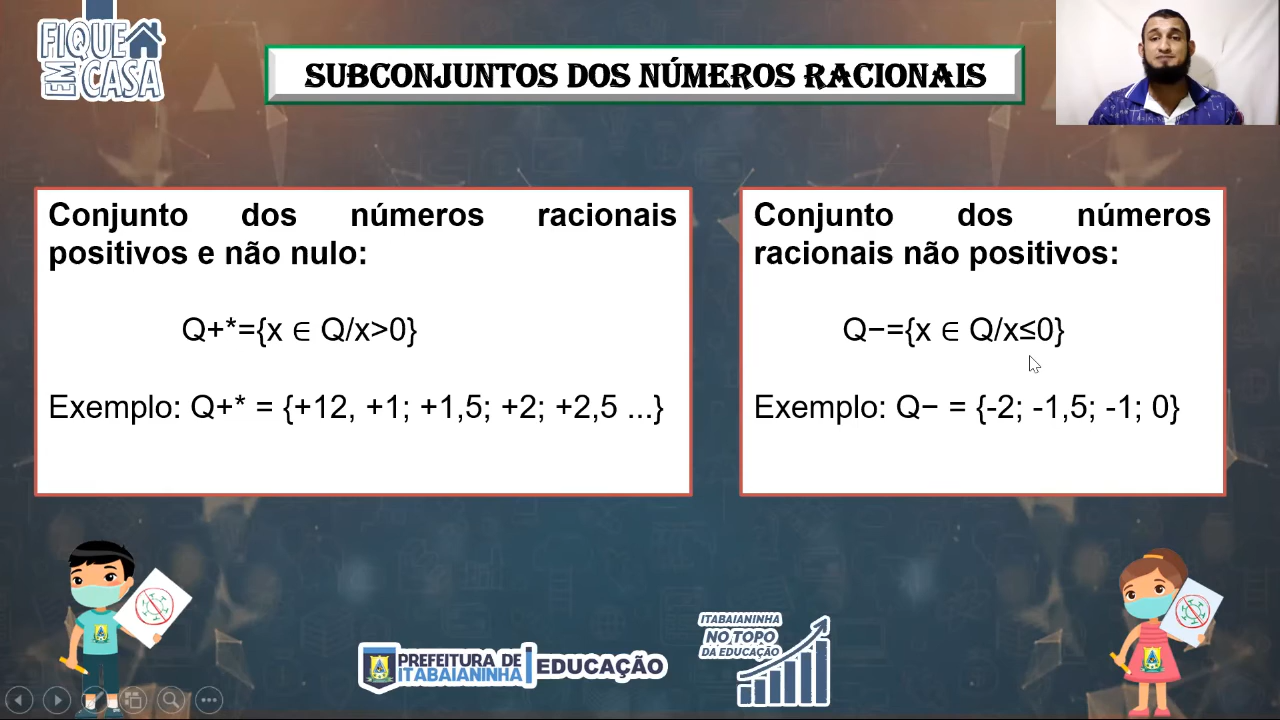 FIQUE
EM CASA
SUBCONJUNTOS DOS NÚMEROS RACIONAIS
Conjunto dos números racionais
positivos e não nulo:
Q+*={x ∈ Q/x>0}
Exemplo: Q+* = {+12, +1; +1,5; +2; +2,5 ...}
Conjunto dos números
racionais não positivos:
Q−={x ∈ Q/x≤0}
Exemplo: Q− = {-2; -1,5; -1; 0}
PREFEITURA DE
ITABAIANINHA
EDUCAÇÃO
ITABAIANINHA
NO TOPO
DA EDUCAÇÃO